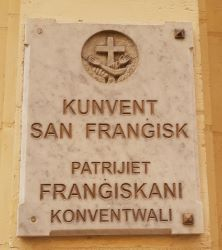 KUNVENT
SAN FRANĠISK
PATRIJIET
FRANĠISKANI
KONVENTWALI